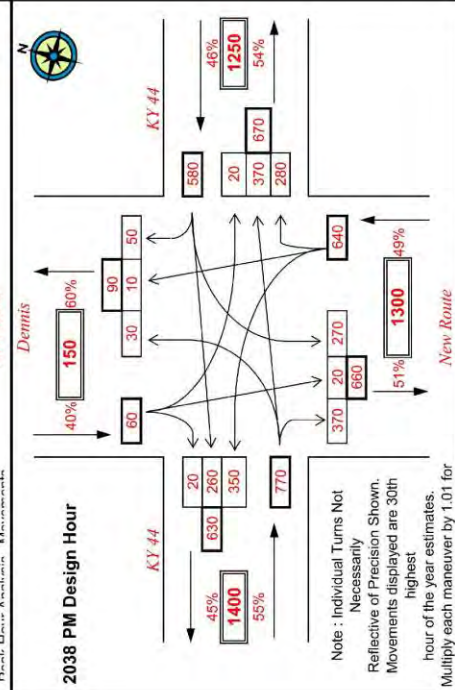 Peak Hour Analysis - Movements
2038 PM Design Hour
N
Dennis
150
40%
60%
60
90
30
10
50
KY 44
46%
1250
54%
580
20
370
280
670
KY 44
45%
1400
55%
20
260
350
630
770
640
370
20
270
660
51%
1300
49%
New Route
Note : Individual Turns Not
Necessarily
Reflective of Precision Shown.
Movements displayed are 30th
highest
hour of the year estimates.
Multiply each maneuver by 1.01 for